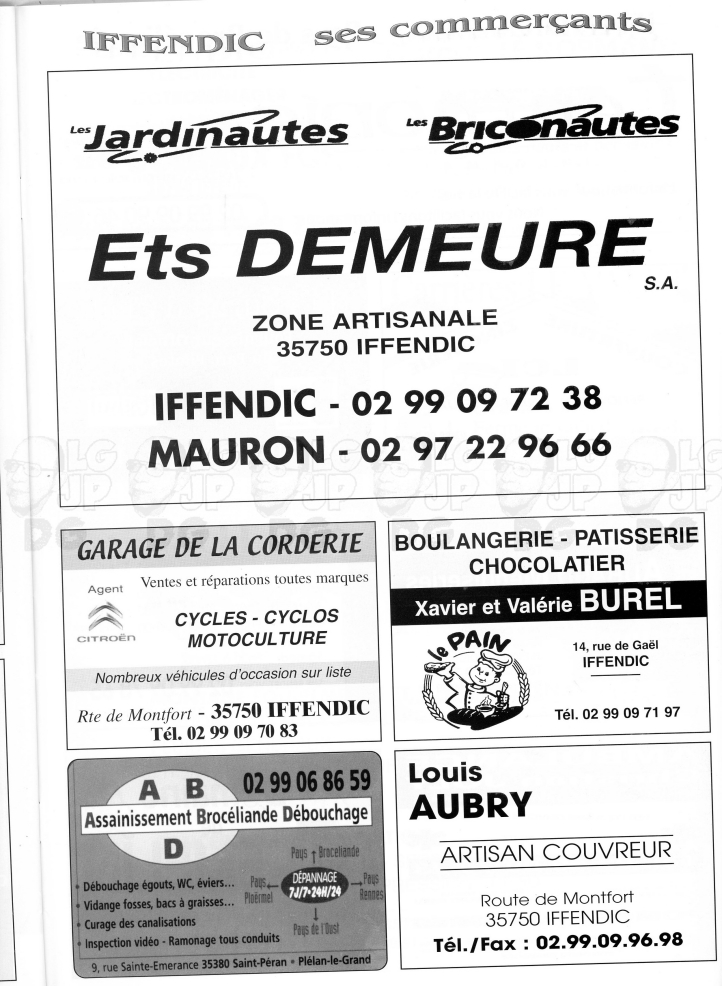 IFFENDIC ses commerçants
Les Jardinautes
Les Briconautes
Ets DEMEURE
S.A.
ZONE ARTISANALE
35750 IFFENDIC
IFFENDIC - 02 99 09 72 38
MAURON - 02 97 22 96 66
GARAGE DE LA CORDERIE
Agent
CITROËN
Ventes et réparations toutes marques
CYCLES - CYCLOS
MOTOCULTURE
Nombreux véhicules d'occasion sur liste
Rte de Montfort - 35750 IFFENDIC
Tél. 02 99 09 70 83
BOULANGERIE - PATISSERIE
CHOCOLATIER
Xavier et Valérie BUREL
le PAIN
14, rue de Gaël
IFFENDIC
Tél. 02 99 09 71 97
A B 02 99 06 86 59
Assainissement Brocéliande Débouchage
D
Pays Broceliande
Pays Ploërmel
DÉPANNAGE
7J/7•24H/24
Pays Rennes
Pays de l'Oust
• Débouchage égouts, WC, éviers...
• Vidange fosses, bacs à graisses...
• Curage des canalisations
• Inspection vidéo - Ramonage tous conduits
9, rue Sainte-Emerance 35380 Saint-Péran • Plélan-le-Grand
Louis
AUBRY
ARTISAN COUVREUR
Route de Montfort
35750 IFFENDIC
Tél./Fax : 02.99.09.96.98
LG
JP
DG